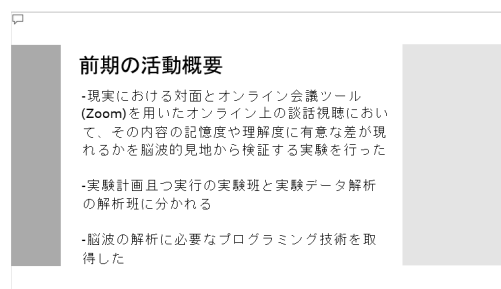 前期の活動概要
-現実における対面とオンライン会議ツール
(Zoom)を用いたオンライン上の談話視聴におい
て、その内容の記憶度や理解度に有意な差が現
れるかを脳波的見地から検証する実験を行った
-実験計画且つ実行の実験班と実験データ解析
の解析班に分かれる
-脳波の解析に必要なプログラミング技術を取
得した